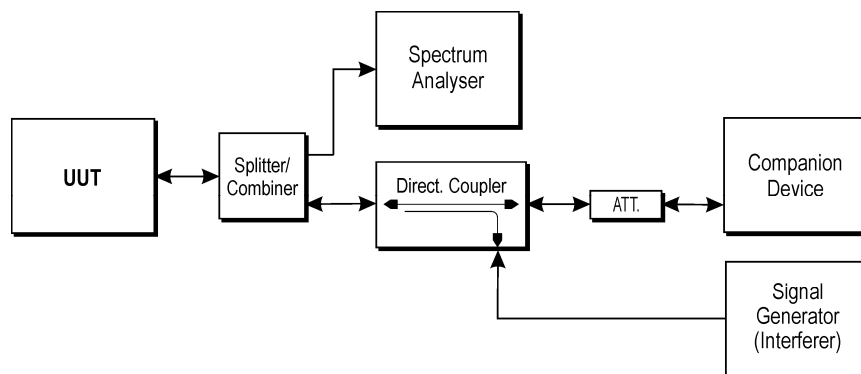 Spectrum
Analyser
UUT
Splitter/
Combiner
Direct. Coupler
ATT.
Companion
Device
Signal
Generator
(Interferer)